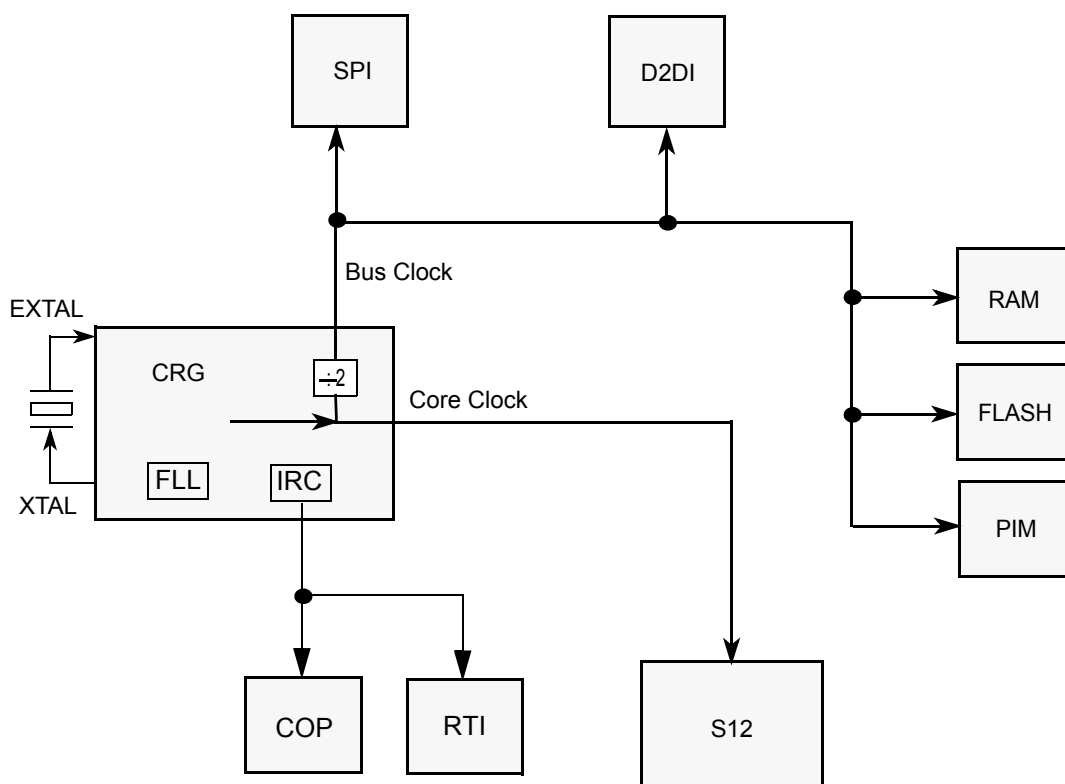 SPI
D2DI
Bus Clock
RAM
EXTAL
CRG
÷2
Core Clock
FLASH
FLL
IRC
XTAL
PIM
COP
RTI
S12